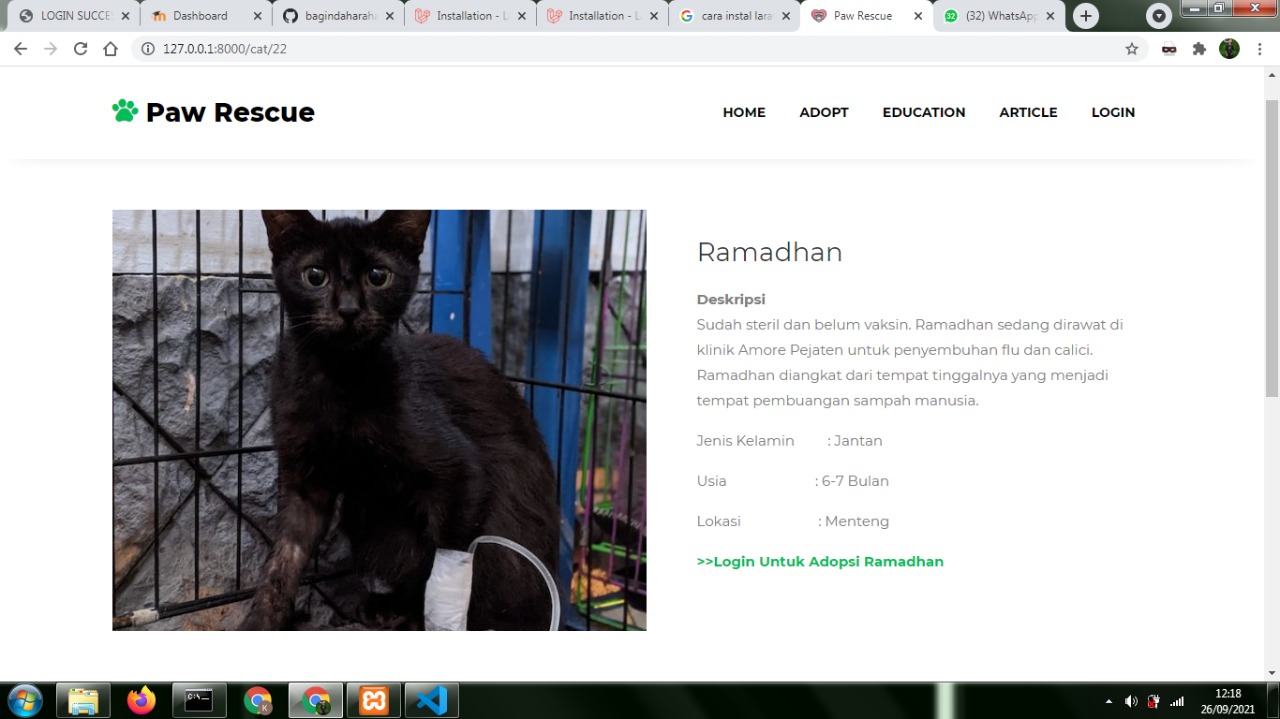 LOGIN SUCCE
Dashboard
bagindaharah
Installation - L
Installation - L
cara instal lara
Paw Rescue
(32) WhatsApp
127.0.0.1:8000/cat/22
Paw Rescue
HOME
ADOPT
EDUCATION
ARTICLE
LOGIN
Ramadhan
Deskripsi
Sudah steril dan belum vaksin. Ramadhan sedang dirawat di
klinik Amore Pejaten untuk penyembuhan flu dan calici.
Ramadhan diangkat dari tempat tinggalnya yang menjadi
tempat pembuangan sampah manusia.
Jenis Kelamin : Jantan
Usia : 6-7 Bulan
Lokasi : Menteng
>>Login Untuk Adopsi Ramadhan
12:18
26/09/2021